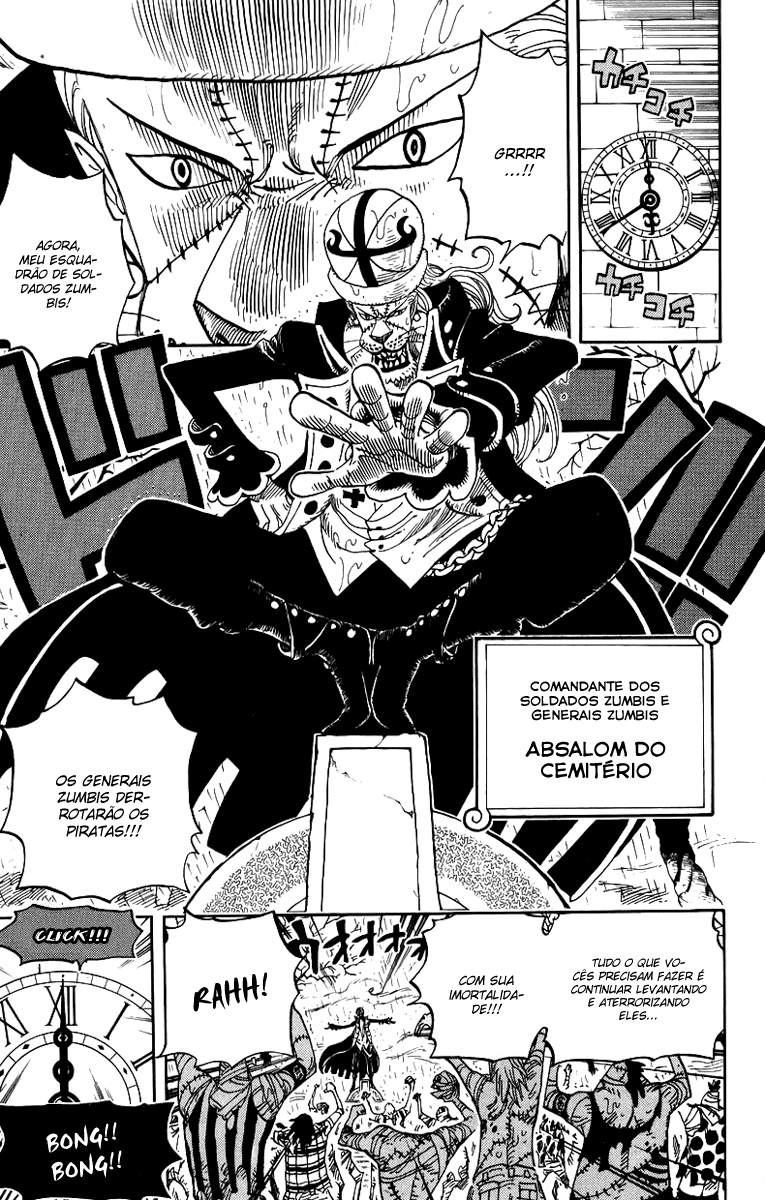 カチ
コチ
カチ
コチ
GRRRR
...!!
AGORA,
MEU ESQUA-
DRÃO DE SOL-
DADOS ZUM-
BIS!
COMANDANTE DOS
SOLDADOS ZUMBIS E
GENERAIS ZUMBIS
ABSALOM DO
CEMITÉRIO
OS GENERAIS
ZUMBIS DER-
ROTARÃO OS
PIRATAS!!!
TUDO O QUE VO-
CÊS PRECISAM FAZER É
CONTINUAR LEVANTANDO
E ATERRORIZANDO
ELES...
COM SUA
IMORTALIDA-
DE!!!
ウオオオオ
RAHH!
CLICK!!!
BONG!!
BONG!!